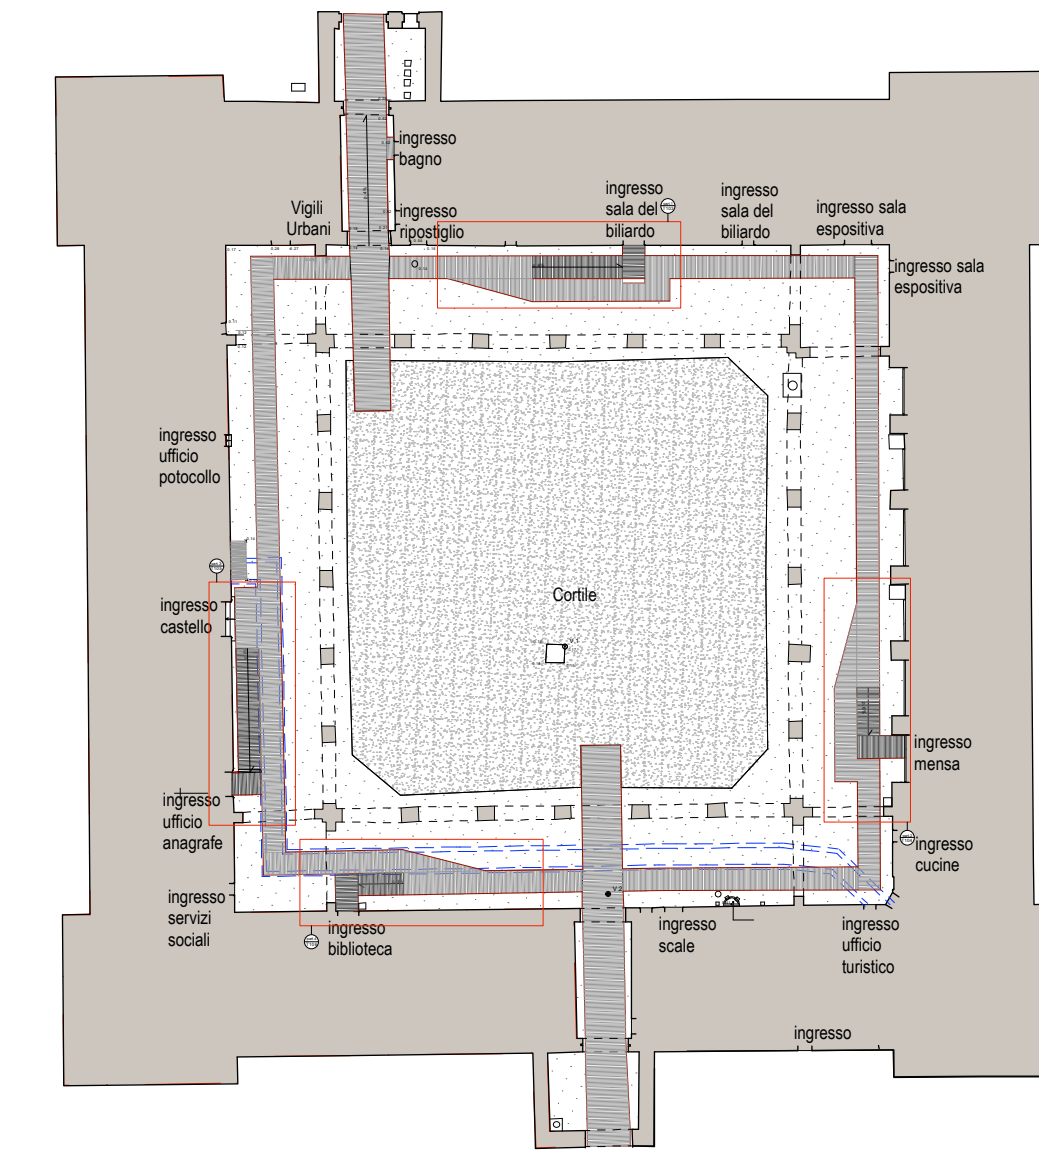 ingresso
bagno
ingresso
ripostiglio
Vigili
Urbani
ingresso
sala del
biliardo
ingresso
sala del
biliardo
ingresso sala
espositiva
ingresso sala
espositiva
ingresso
ufficio
potocollo
ingresso
castello
Cortile
V.1
ingresso
mensa
ingresso
ufficio
anagrafe
ingresso
cucine
V.2
ingresso
servizi
sociali
ingresso
biblioteca
ingresso
scale
ingresso
ufficio
turistico
ingresso